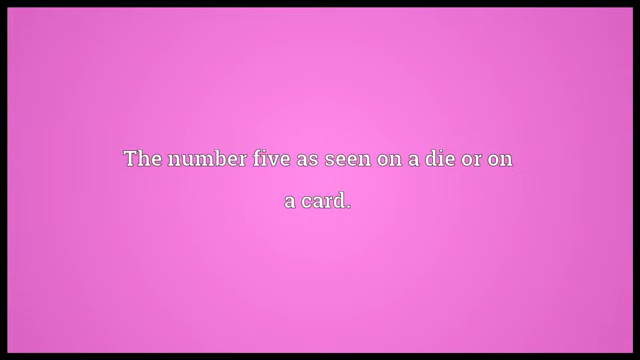 The number five as seen on a die or on
a card.